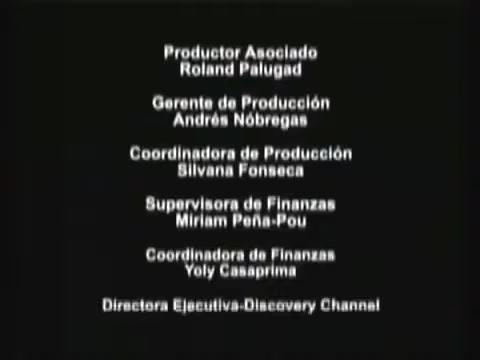 Productor Asociado
Roland Palugad
Gerente de Producción
Andrés Nóbregas
Coordinadora de Producción
Silvana Fonseca
Supervisora de Finanzas
Miriam Peña-Pou
Coordinadora de Finanzas
Yoly Casaprima
Directora Ejecutiva-Discovery Channel